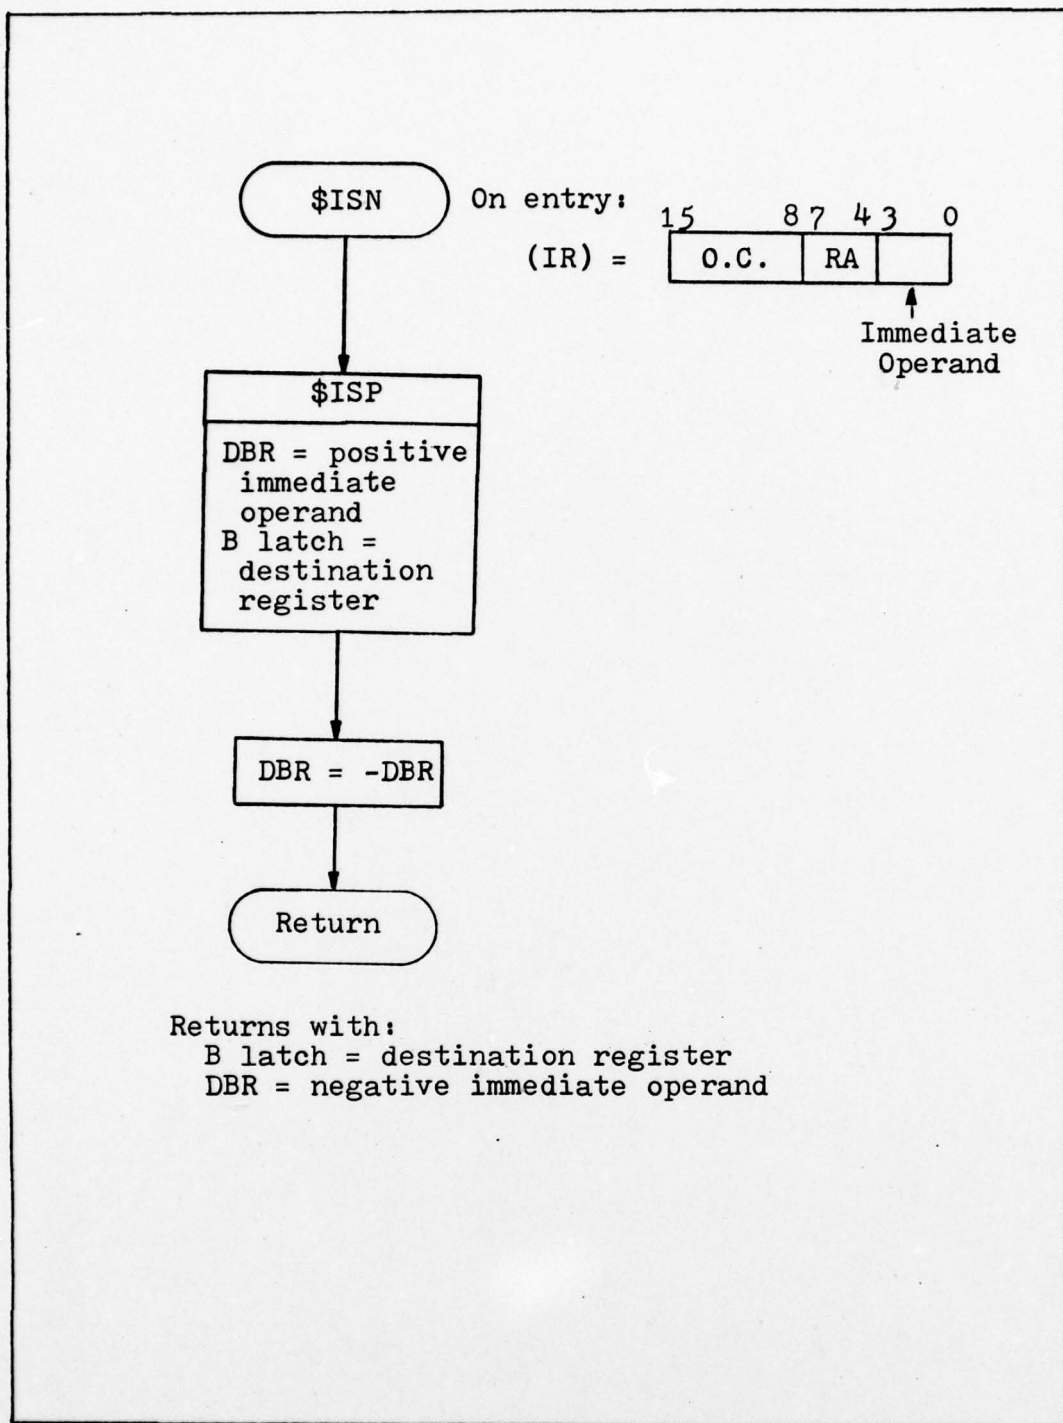 $ISN
On entry:
15 8 7 4 3 0
(IR) = O.C. RA
Immediate
Operand
$ISP
DBR = positive
immediate
operand
B latch =
destination
register
DBR = -DBR
Return
Returns with:
B latch = destination register
DBR = negative immediate operand